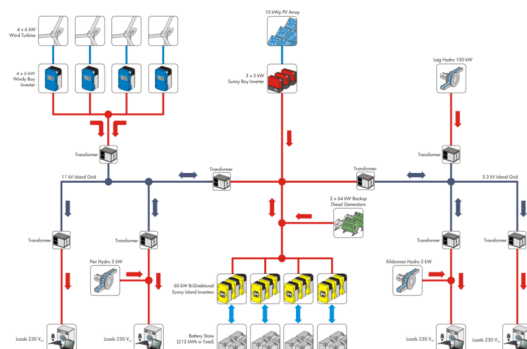 4 x 6 kW
Wind Turbine
10 kWp PV Array
4 x 6 kW
Windy Boy
Inverter
3 x 3 kW
Sunny Boy Inverter
Laig Hydro 100 kW
Transformer
Transformer
11 kV Island Grid
Transformer
Transformer
3.3 kV Island Grid
2 x 64 kW Backup
Diesel Generators
Transformer
Transformer
Transformer
Transformer
Pier Hydro 5 kW
60 kW Bi-Directional
Sunny Island Inverters
Kildonnan Hydro 5 kW
Loads 230 V
Loads 230 V
Battery Store
(212 kWh in Total)
Loads 230 V
Loads 230 V